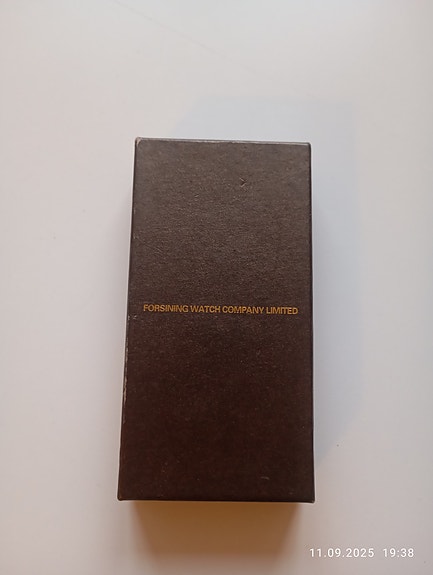 FORSINING WATCH COMPANY LIMITED
11.09.2025 19:38